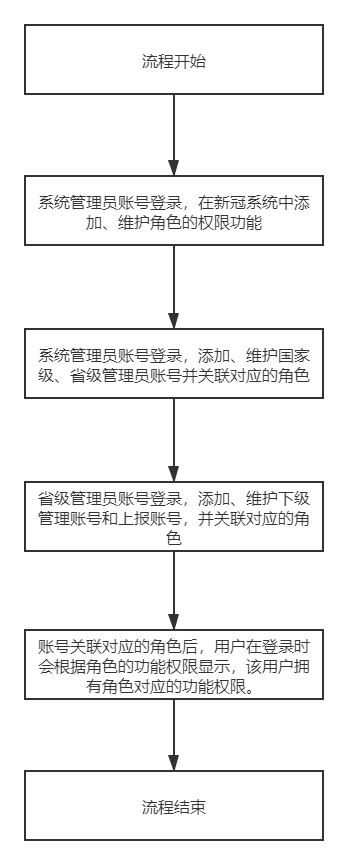 流程开始
系统管理员账号登录，在新冠系统中添
加、维护角色的权限功能
系统管理员账号登录，添加、维护国家
级、省级管理员账号并关联对应的角色
省级管理员账号登录，添加、维护下级
管理账号和上报账号，并关联对应的角
色
账号关联对应的角色后，用户在登录时
会根据角色的功能权限显示，该用户拥
有角色对应的功能权限。
流程结束